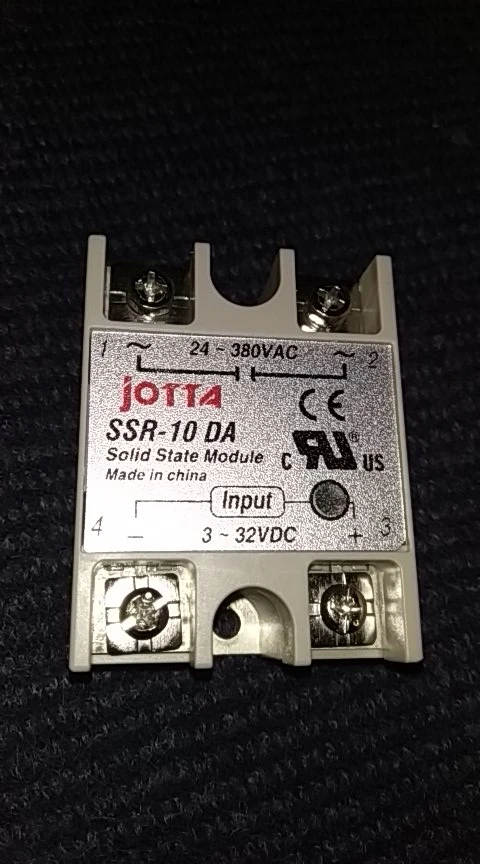 1 ~ 24 ~ 380VAC ~ 2
jOTTA
CE
SSR-10 DA
Solid State Module
c RU® US
Made in china
Input
4 − 3 ~ 32VDC + 3